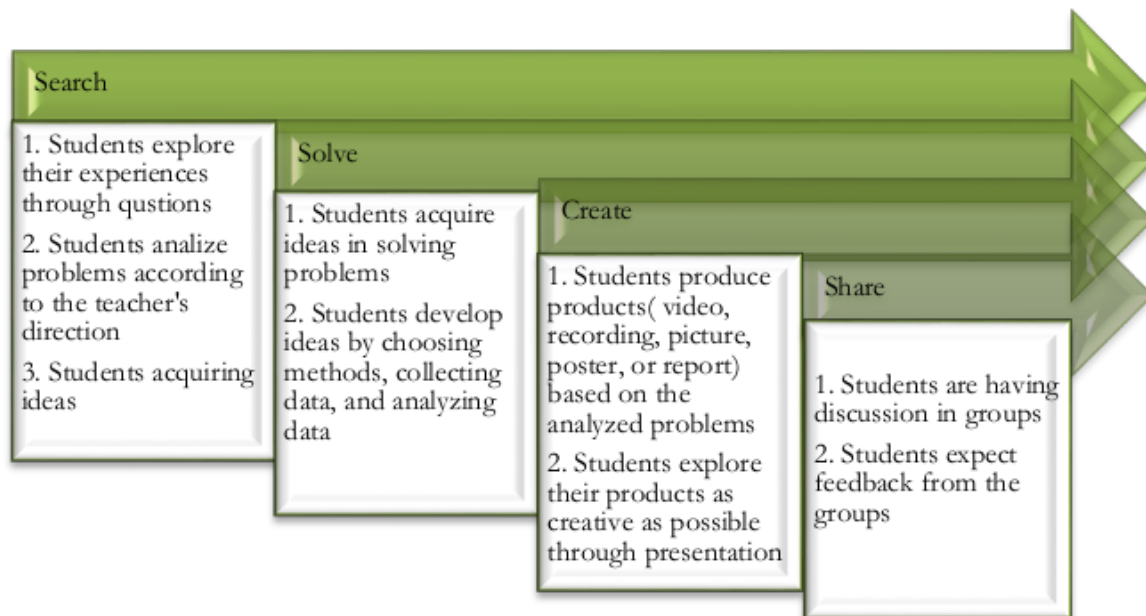 Search
1. Students explore
their experiences
through qustions
2. Students analize
problems according
to the teacher's
direction
3. Students acquiring
ideas
Solve
1. Students acquire
ideas in solving
problems
2. Students develop
ideas by choosing
methods, collecting
data, and analyzing
data
Create
1. Students produce
products( video,
recording, picture,
poster, or report)
based on the
analyzed problems
2. Students explore
their products as
creative as possible
through presentation
Share
1. Students are having
discussion in groups
2. Students expect
feedback from the
groups